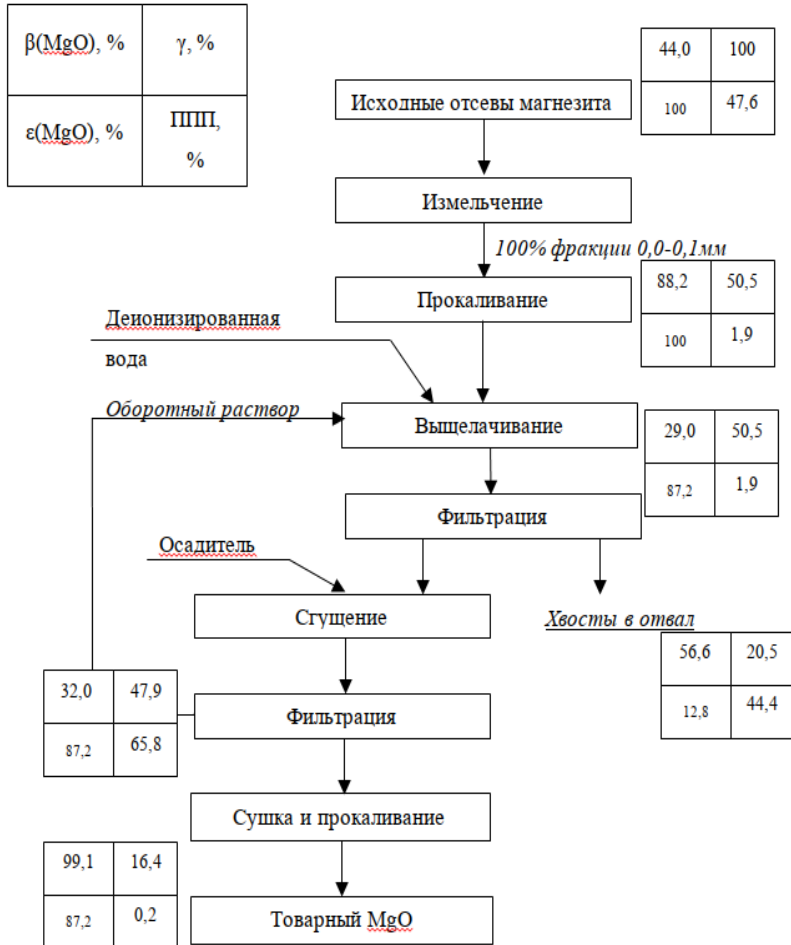 β(MgO), %
γ, %
ε(MgO), %
ППП,
%
44,0
100
100
47,6
Исходные отсевы магнезита
Измельчение
100% фракции 0,0-0,1мм
88,2
50,5
100
1,9
Прокаливание
Деионизированная
вода
Оборотный раствор
Выщелачивание
29,0
50,5
87,2
1,9
Фильтрация
Осадитель
Сгущение
Хвосты в отвал
56,6
20,5
12,8
44,4
32,0
47,9
87,2
65,8
Фильтрация
Сушка и прокаливание
99,1
16,4
87,2
0,2
Товарный MgO